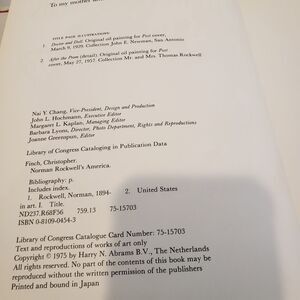 To my mother
TITLE PAGE ILLUSTRATIONS:
1 Doctor and Doll. Original oil painting for Post cover,
March 9, 1929. Collection John E. Newman, San Antonio
2 After the Prom (detail). Original oil painting for Post
cover, May 27, 1957. Collection Mr. and Mrs. Thomas Rockwell
Nai Y. Chang, Vice-President, Design and Production
John L. Hochmann, Executive Editor
Margaret L. Kaplan, Managing Editor
Barbara Lyons, Director, Photo Department, Rights and Reproductions
Joanne Greenspun, Editor
Library of Congress Cataloging in Publication Data
Finch, Christopher.
Norman Rockwell's America.
Bibliography: p.
Includes index.
1. Rockwell, Norman, 1894- 2. United States
in art. I. Title.
ND237.R68F56 759.13 75-15703
ISBN 0-8109-0454-3
Library of Congress Catalogue Card Number: 75-15703
Text and reproductions of works of art only
Copyright © 1975 by Harry N. Abrams B.V., The Netherlands
All rights reserved. No part of the contents of this book may be
reproduced without the written permission of the publishers
Printed and bound in Japan